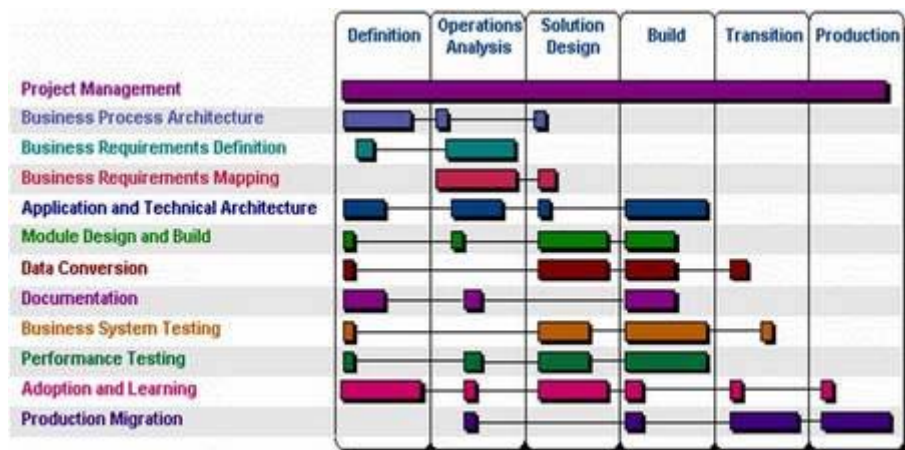 Definition
Operations
Analysis
Solution
Design
Build
Transition
Production
Project Management
Business Process Architecture
Business Requirements Definition
Business Requirements Mapping
Application and Technical Architecture
Module Design and Build
Data Conversion
Documentation
Business System Testing
Performance Testing
Adoption and Learning
Production Migration